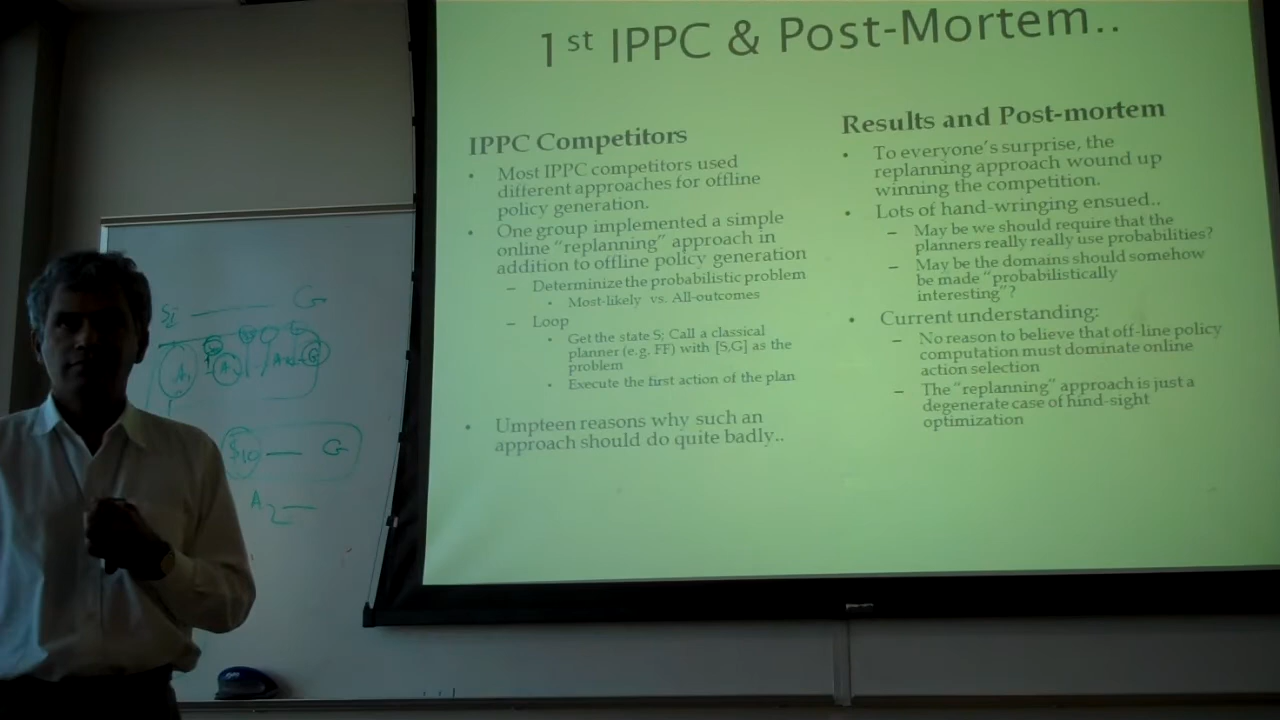 1st IPPC & Post-Mortem..
IPPC Competitors
• Most IPPC competitors used
different approaches for offline
policy generation.
• One group implemented a simple
online "replanning" approach in
addition to offline policy generation
– Determinize the probabilistic problem
• Most-likely vs. All-outcomes
– Loop
• Get the state S; Call a classical
planner (e.g. FF) with [S,G] as the
problem
• Execute the first action of the plan
• Umpteen reasons why such an
approach should do quite badly..
Results and Post-mortem
• To everyone's surprise, the
replanning approach wound up
winning the competition.
• Lots of hand-wringing ensued..
– May be we should require that the
planners really really use probabilities?
– May be the domains should somehow
be made "probabilistically
interesting"?
• Current understanding:
– No reason to believe that off-line policy
computation must dominate online
action selection
– The "replanning" approach is just a
degenerate case of hind-sight
optimization
Si G
A1
S10 G
A2